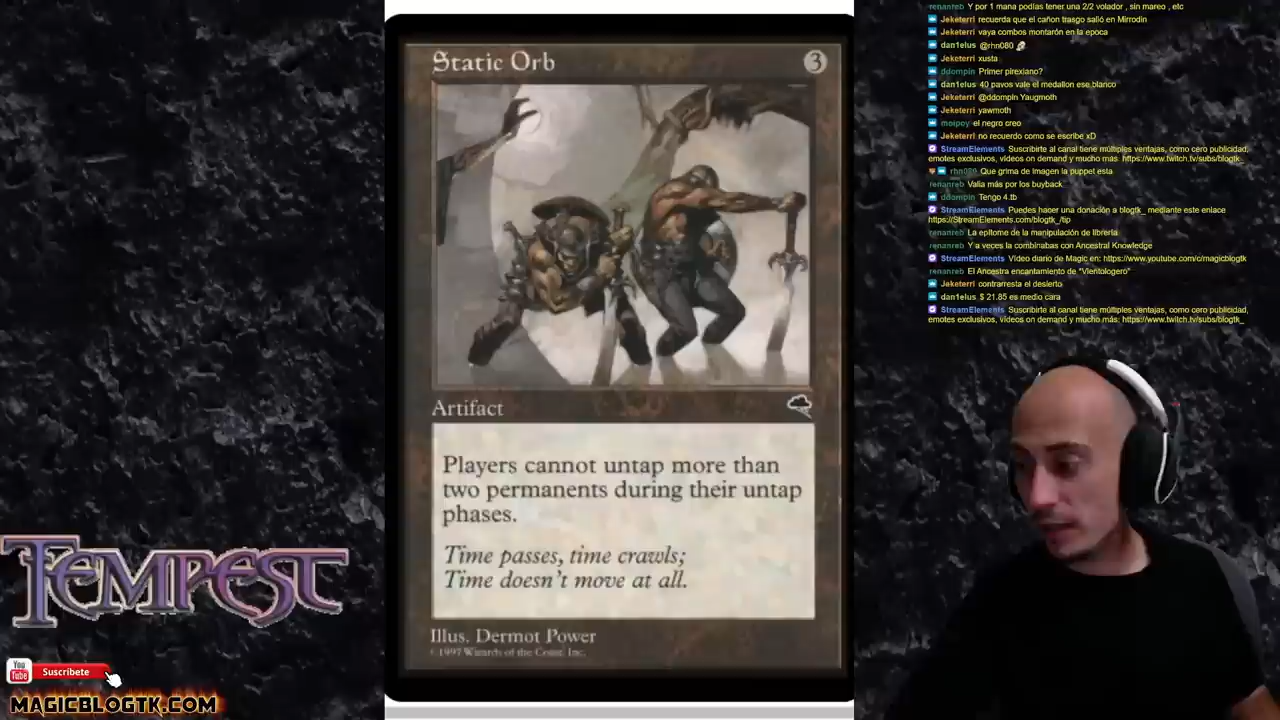 Static Orb
3
Artifact
Players cannot untap more than
two permanents during their untap
phases.
Time passes, time crawls;
Time doesn't move at all.
Illus. Dermot Power
© 1997 Wizards of the Coast, Inc.
TEMPEST
You
Tube
Suscríbete
MAGICBLOGTK.COM
renanreb Y por 1 mana podías tener una 2/2 volador , sin mareo , etc
Jeketerri recuerda que el cañon trasgo salió en Mirrodin
Jeketerri vaya combos montarón en la epoca
dan1elus @rhn080
Jeketerri xusta
ddompin Primer pirexiano?
dan1elus 40 pavos vale el medallon ese blanco
Jeketerri @ddompin Yaugmoth
Jeketerri yawmoth
moipoy el negro creo
Jeketerri no recuerdo como se escribe xD
StreamElements Suscribirte al canal tiene múltiples ventajas, como cero publicidad,
emotes exclusivos, vídeos on demand y mucho más: https://www.twitch.tv/subs/blogtk_
rhn080 Que grima de imagen la puppet esta
renanreb Valía más por los buyback
ddompin Tengo 4.tb
StreamElements Puedes hacer una donación a blogtk_ mediante este enlace
https://StreamElements.com/blogtk_/tip
renanreb La epítome de la manipulación de librería
renanreb Y a veces la combinabas con Ancestral Knowledge
StreamElements Vídeo diario de Magic en: https://www.youtube.com/c/magicblogtk
renanreb El Ancestra encantamiento de "Vientologero"
Jeketerri contrarresta el desierto
dan1elus $ 21.85 es medio cara
StreamElements Suscribirte al canal tiene múltiples ventajas, como cero publicidad,
emotes exclusivos, vídeos on demand y mucho más: https://www.twitch.tv/subs/blogtk_